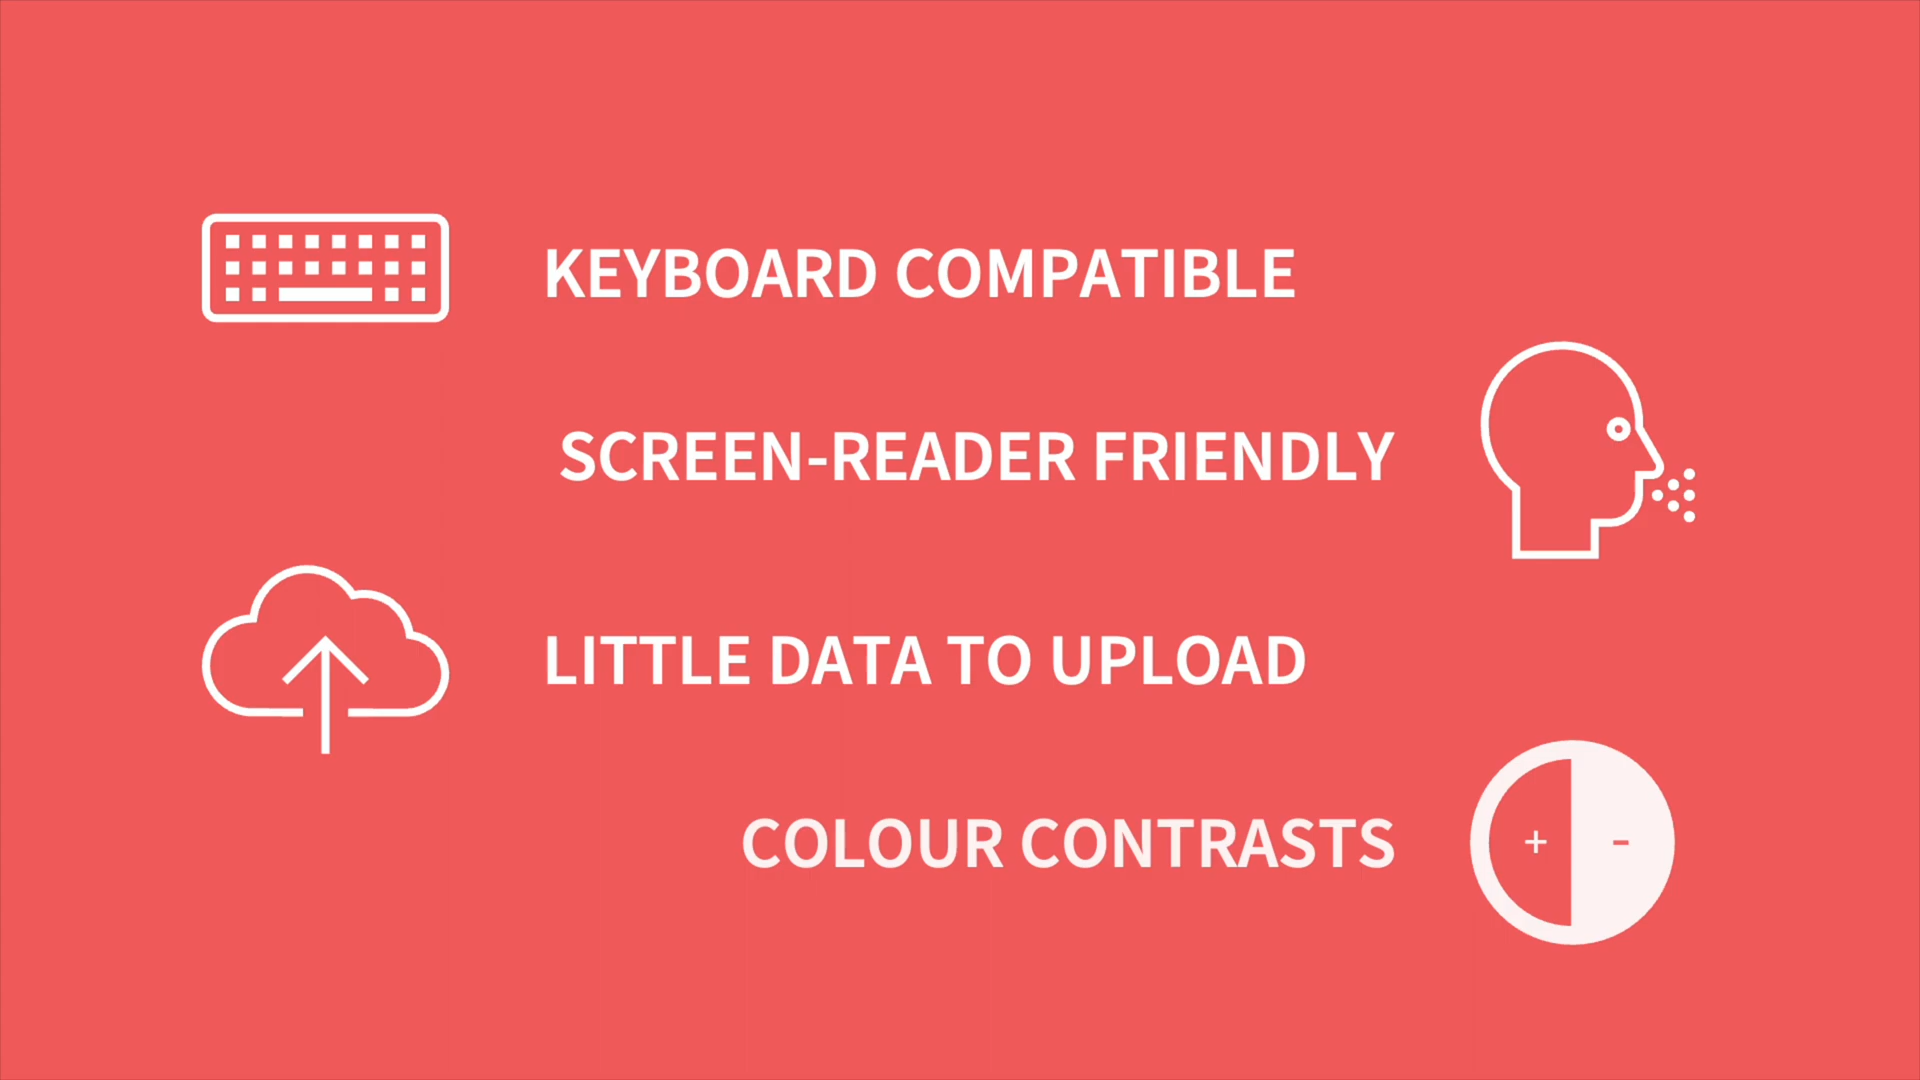 KEYBOARD COMPATIBLE
SCREEN-READER FRIENDLY
LITTLE DATA TO UPLOAD
COLOUR CONTRASTS
+ -